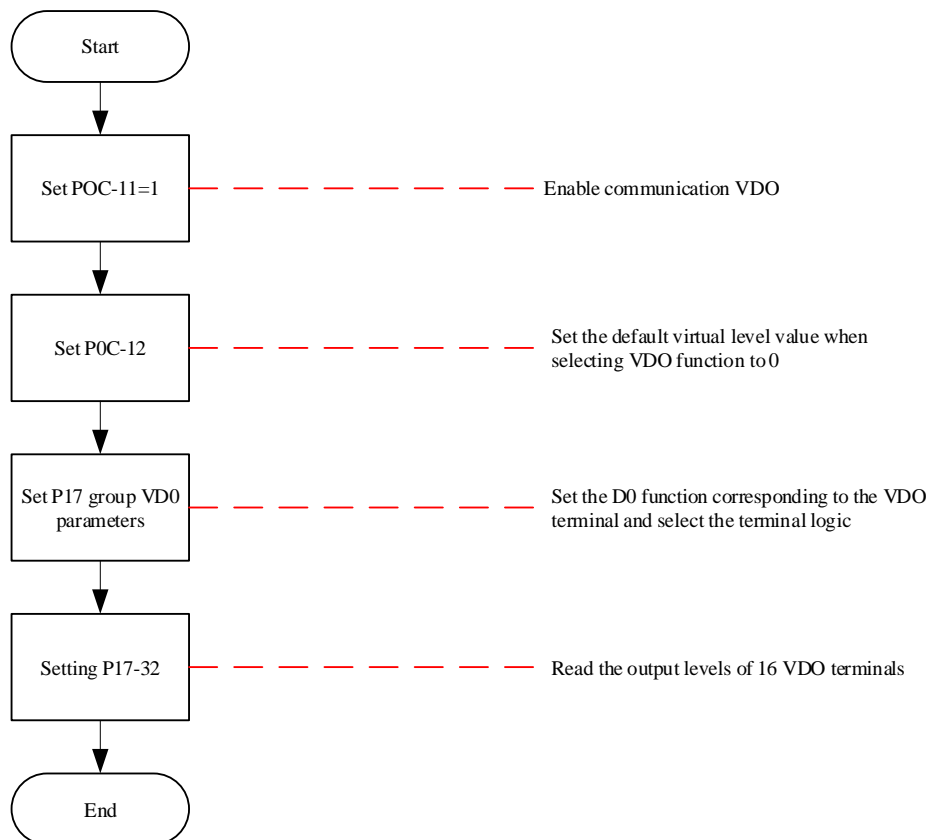 Start
Set POC-11=1
Enable communication VDO
Set P0C-12
Set the default virtual level value when
selecting VDO function to 0
Set P17 group VD0
parameters
Set the D0 function corresponding to the VDO
terminal and select the terminal logic
Setting P17-32
Read the output levels of 16 VDO terminals
End